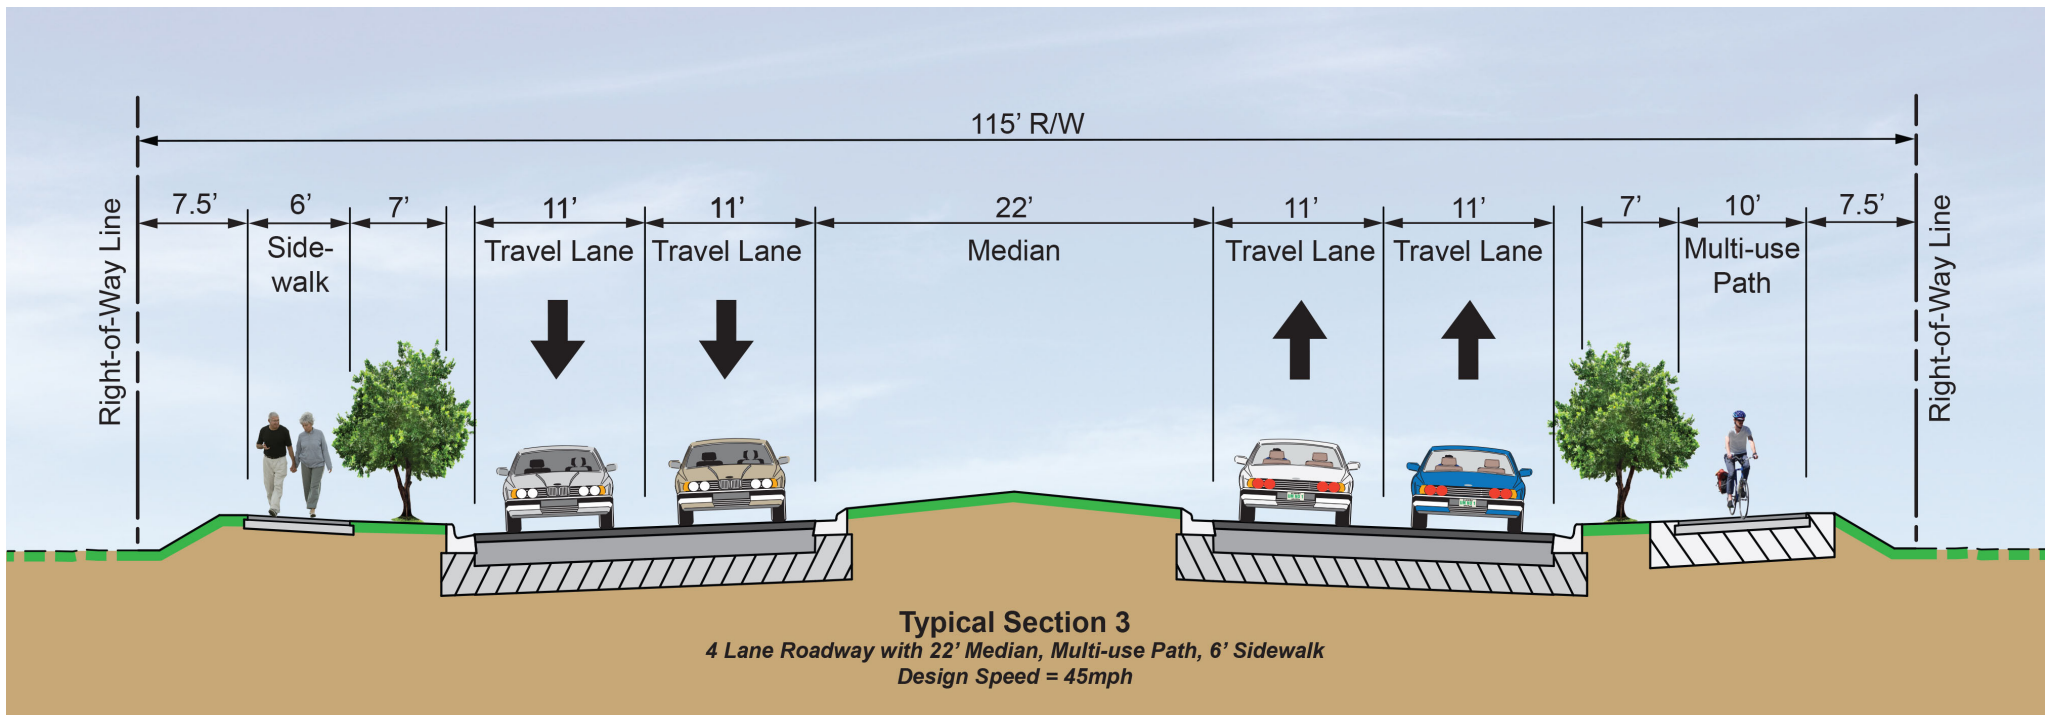 115’ R/W
7.5’
6’
7’
11’
11’
22’
11’
11’
7’
10’
7.5’
Right-of-Way Line
Side-
walk
Travel Lane
Travel Lane
Median
Travel Lane
Travel Lane
Multi-use
Path
Right-of-Way Line
Typical Section 3
4 Lane Roadway with 22’ Median, Multi-use Path, 6’ Sidewalk
Design Speed = 45mph